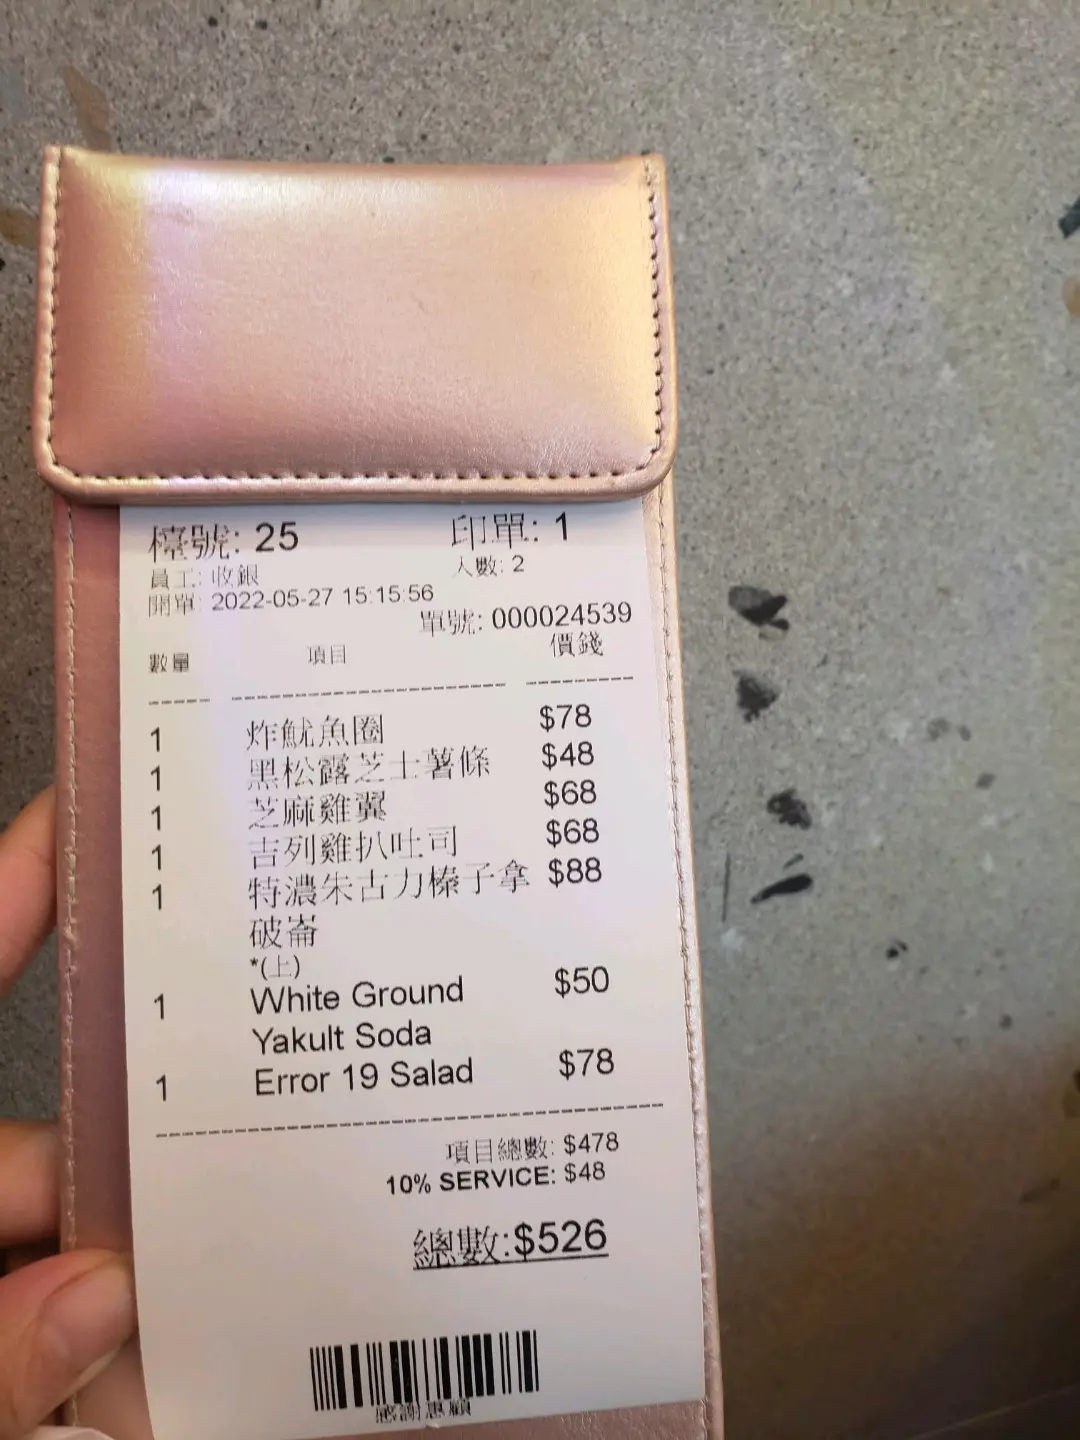 檯號: 25 印單: 1
員工: 收銀 人數: 2
開單: 2022-05-27 15:15:56
單號: 000024539
數量 項目 價錢
1 炸魷魚圈 $78
1 黑松露芝士薯條 $48
1 芝麻雞翼 $68
1 吉列雞扒吐司 $68
1 特濃朱古力榛子拿 $88
破崙
*(上)
1 White Ground $50
Yakult Soda
1 Error 19 Salad $78
項目總數: $478
10% SERVICE: $48
總數:$526
感謝惠顧